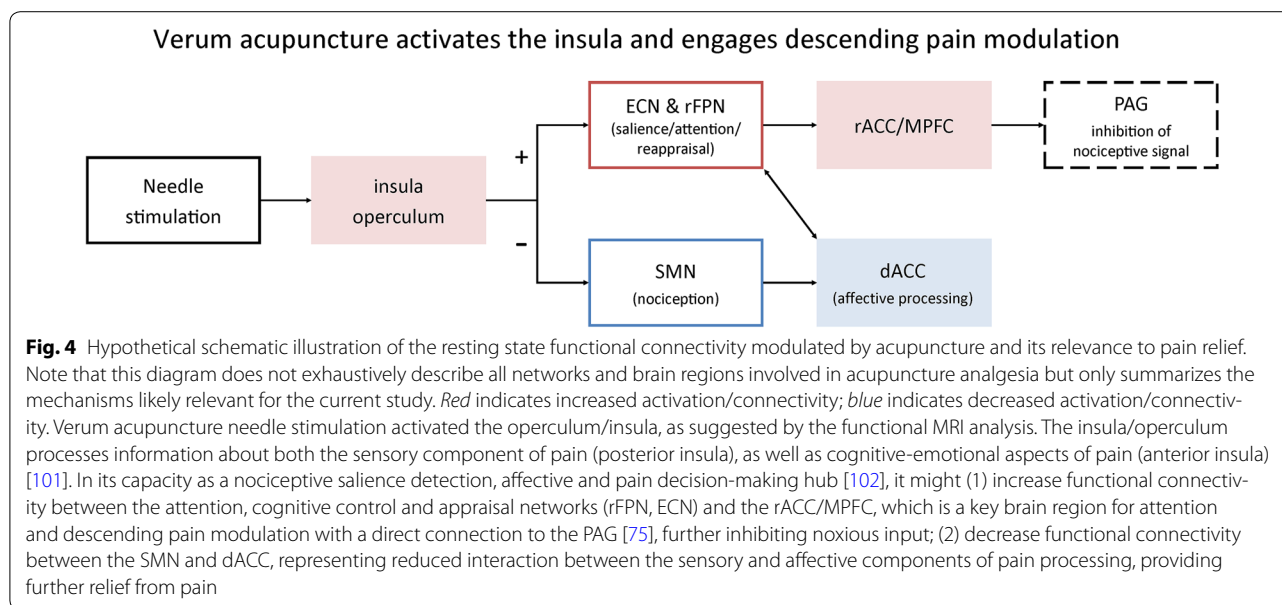 Verum acupuncture activates the insula and engages descending pain modulation
Needle
stimulation
insula
operculum
+
−
ECN & rFPN
(salience/attention/
reappraisal)
rACC/MPFC
PAG
inhibition of
nociceptive signal
SMN
(nociception)
dACC
(affective processing)
Fig. 4 Hypothetical schematic illustration of the resting state functional connectivity modulated by acupuncture and its relevance to pain relief.
Note that this diagram does not exhaustively describe all networks and brain regions involved in acupuncture analgesia but only summarizes the
mechanisms likely relevant for the current study. Red indicates increased activation/connectivity; blue indicates decreased activation/connectiv-
ity. Verum acupuncture needle stimulation activated the operculum/insula, as suggested by the functional MRI analysis. The insula/operculum
processes information about both the sensory component of pain (posterior insula), as well as cognitive-emotional aspects of pain (anterior insula)
[101]. In its capacity as a nociceptive salience detection, affective and pain decision-making hub [102], it might (1) increase functional connectiv-
ity between the attention, cognitive control and appraisal networks (rFPN, ECN) and the rACC/MPFC, which is a key brain region for attention
and descending pain modulation with a direct connection to the PAG [75], further inhibiting noxious input; (2) decrease functional connectivity
between the SMN and dACC, representing reduced interaction between the sensory and affective components of pain processing, providing
further relief from pain